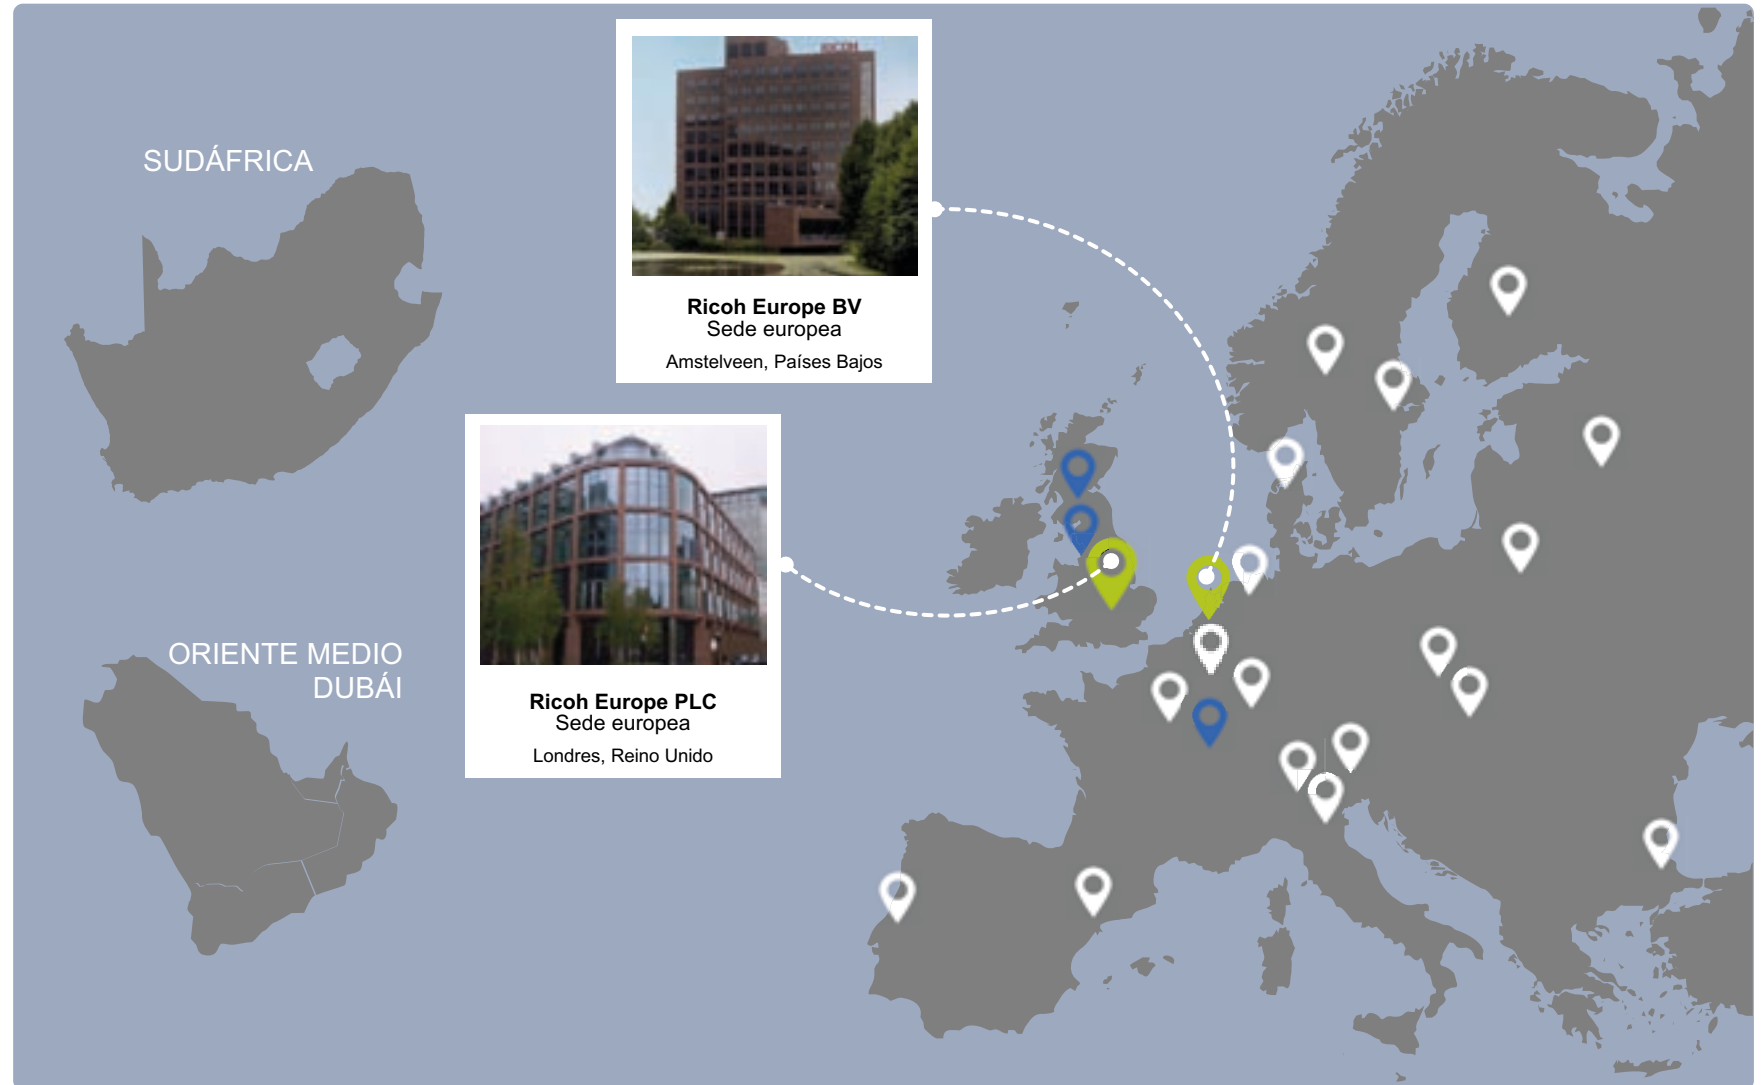 SUDÁFRICA
RICOH
Ricoh Europe BV
Sede europea
Amstelveen, Países Bajos
ORIENTE MEDIO
DUBÁI
Ricoh Europe PLC
Sede europea
Londres, Reino Unido